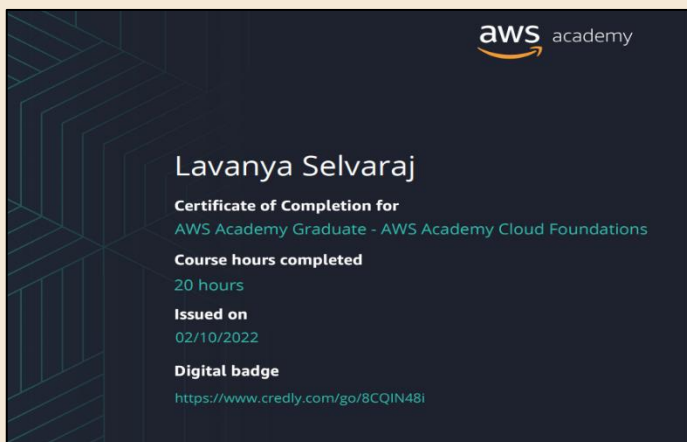 aws academy
Lavanya Selvaraj
Certificate of Completion for
AWS Academy Graduate - AWS Academy Cloud Foundations
Course hours completed
20 hours
Issued on
02/10/2022
Digital badge
https://www.credly.com/go/8CQIN48i